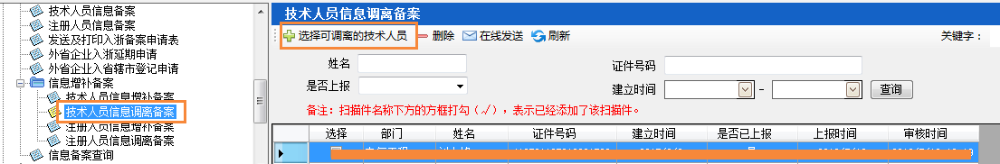 技术人员信息备案
注册人员信息备案
发送及打印入浙备案申请表
外省企业入浙延期申请
外省企业入省辖市登记申请
信息增补备案
技术人员信息增补备案
技术人员信息调离备案
注册人员信息增补备案
注册人员信息调离备案
信息备案查询
技术人员信息调离备案
选择可调离的技术人员 删除 在线发送 刷新 关键字：
姓名 证件号码
是否上报 建立时间 - 查询
备注：扫描件名称下方的方框打勾（√），表示已经添加了该扫描件。
选择 部门 姓名 证件号码 建立时间 是否已上报 上报时间 审核时间